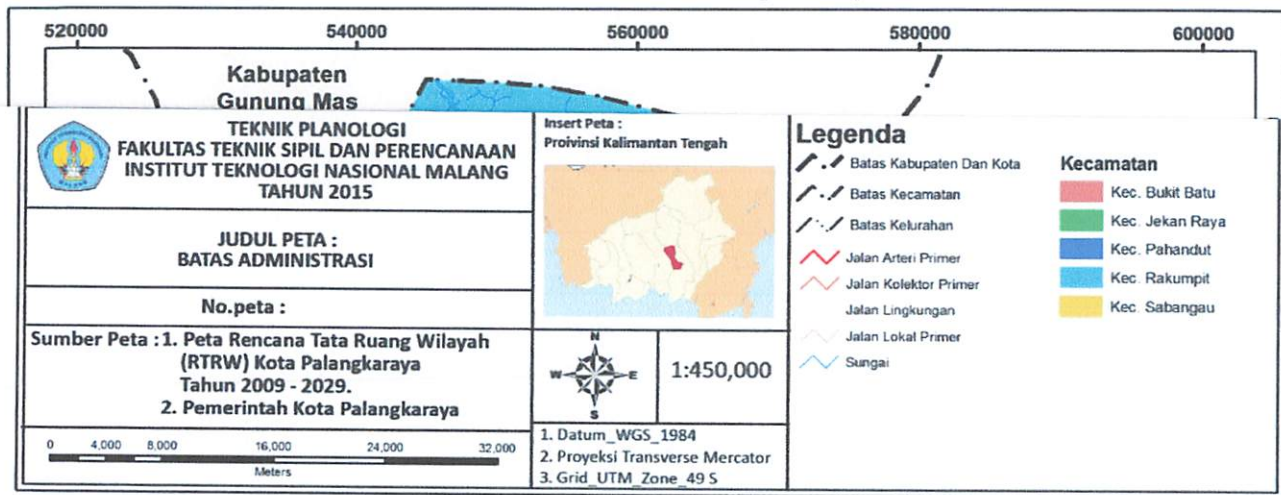 520000 540000 560000 580000 600000
Kabupaten
Gunung Mas
TEKNIK PLANOLOGI
FAKULTAS TEKNIK SIPIL DAN PERENCANAAN
INSTITUT TEKNOLOGI NASIONAL MALANG
TAHUN 2015
JUDUL PETA :
BATAS ADMINISTRASI
No.peta :
Sumber Peta : 1. Peta Rencana Tata Ruang Wilayah
(RTRW) Kota Palangkaraya
Tahun 2009 - 2029.
2. Pemerintah Kota Palangkaraya
0 4,000 8,000 16,000 24,000 32,000
Meters
Insert Peta :
Proivinsi Kalimantan Tengah
N
W E
S
1:450,000
1. Datum_WGS_1984
2. Proyeksi Transverse Mercator
3. Grid_UTM_Zone_49 S
Legenda
Batas Kabupaten Dan Kota
Batas Kecamatan
Batas Kelurahan
Jalan Arteri Primer
Jalan Kolektor Primer
Jalan Lingkungan
Jalan Lokal Primer
Sungai
Kecamatan
Kec. Bukit Batu
Kec. Jekan Raya
Kec. Pahandut
Kec. Rakumpit
Kec. Sabangau